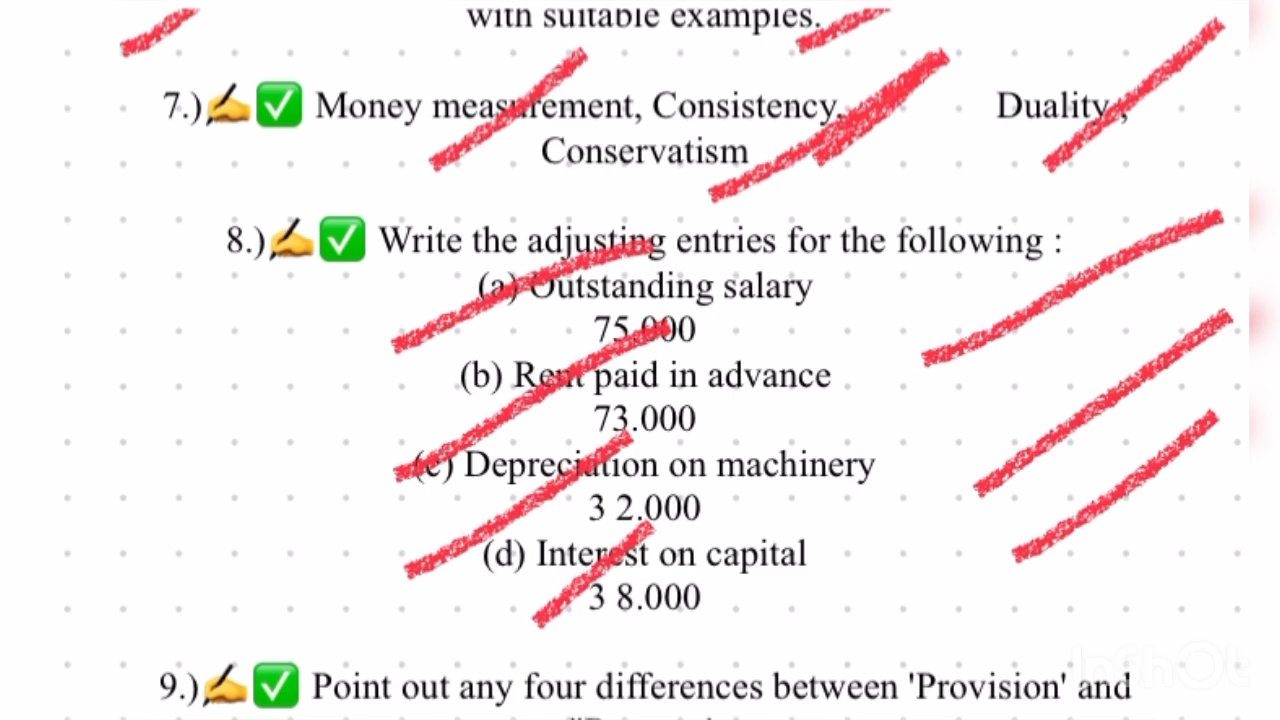 with suitable examples.
7.) Money measurement, Consistency, Duality ,
Conservatism
8.) Write the adjusting entries for the following :
(a) Outstanding salary
75.000
(b) Rent paid in advance
73.000
(c) Depreciation on machinery
3 2.000
(d) Interest on capital
3 8.000
9.) Point out any four differences between 'Provision' and
InShOt